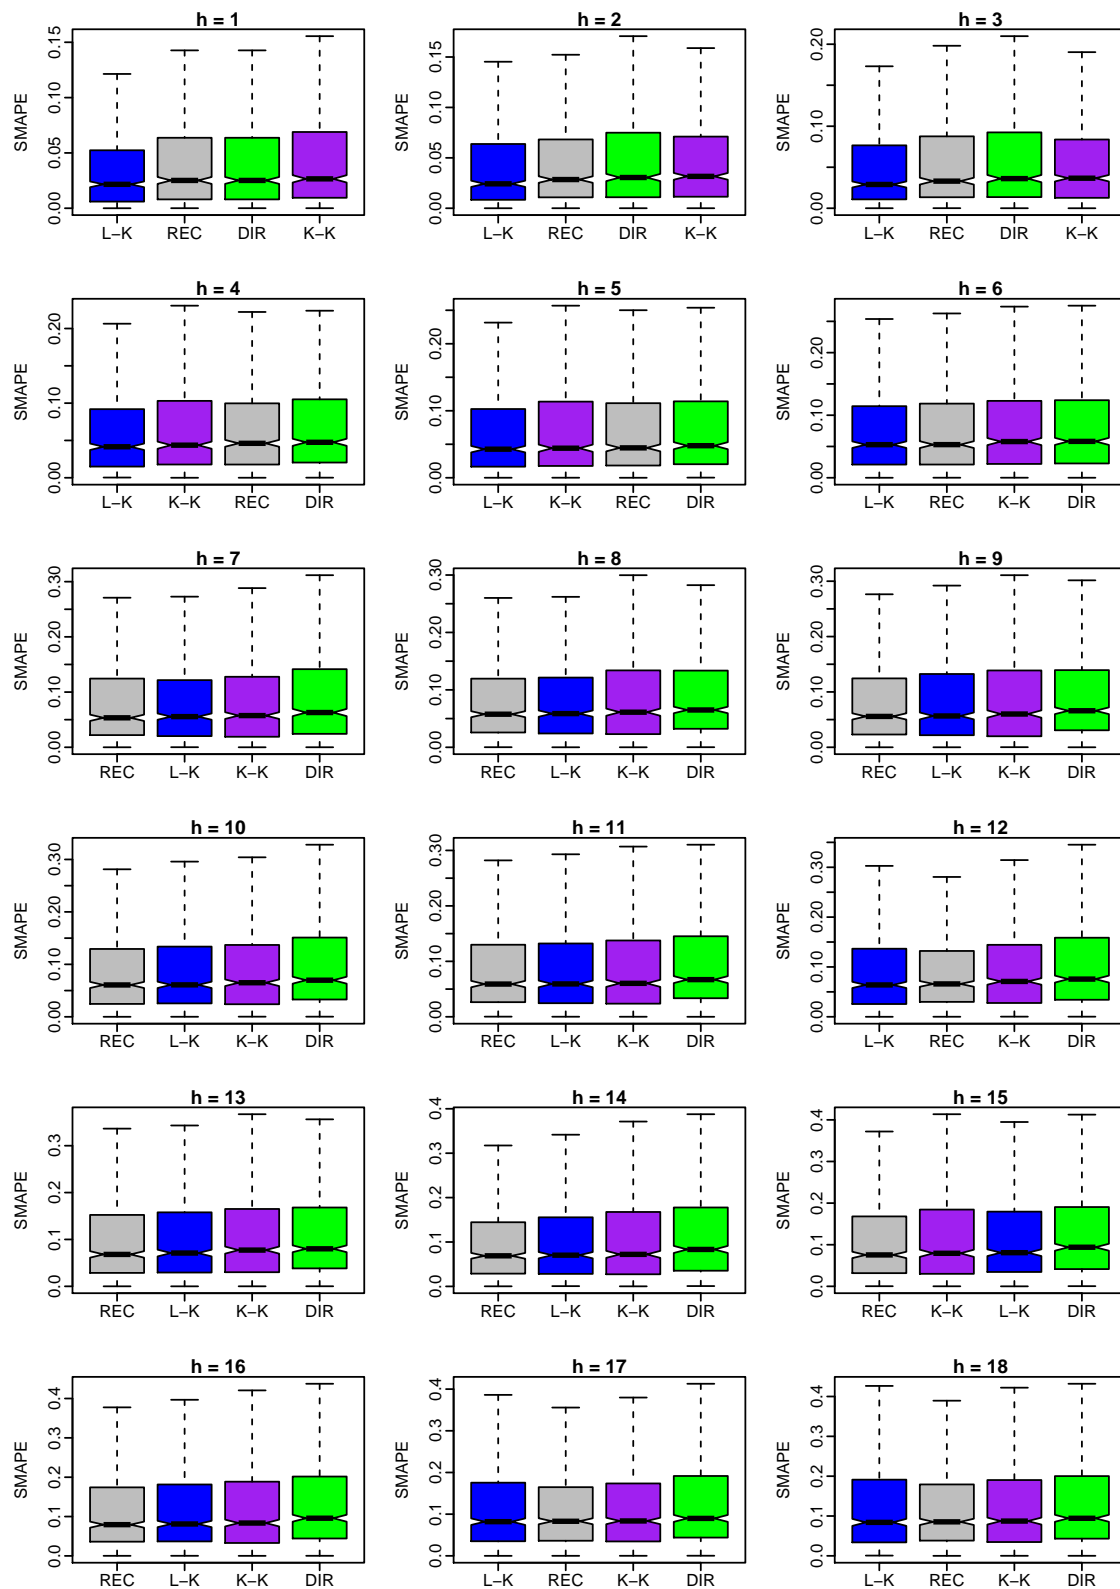 h = 1
h = 2
h = 3
SMAPE
0.00 0.05 0.10 0.15
SMAPE
0.00 0.05 0.10 0.15
SMAPE
0.00 0.10 0.20
L-K REC DIR K-K
L-K REC DIR K-K
L-K REC DIR K-K
h = 4
h = 5
h = 6
SMAPE
0.00 0.10 0.20
SMAPE
0.00 0.10 0.20
SMAPE
0.00 0.10 0.20
L-K K-K REC DIR
L-K K-K REC DIR
L-K REC K-K DIR
h = 7
h = 8
h = 9
SMAPE
0.00 0.10 0.20 0.30
SMAPE
0.00 0.10 0.20 0.30
SMAPE
0.00 0.10 0.20 0.30
REC L-K K-K DIR
REC L-K K-K DIR
REC L-K K-K DIR
h = 10
h = 11
h = 12
SMAPE
0.00 0.10 0.20 0.30
SMAPE
0.00 0.10 0.20 0.30
SMAPE
0.00 0.10 0.20 0.30
REC L-K K-K DIR
REC L-K K-K DIR
L-K REC K-K DIR
h = 13
h = 14
h = 15
SMAPE
0.0 0.1 0.2 0.3
SMAPE
0.0 0.1 0.2 0.3 0.4
SMAPE
0.0 0.1 0.2 0.3 0.4
REC L-K K-K DIR
REC L-K K-K DIR
REC K-K L-K DIR
h = 16
h = 17
h = 18
SMAPE
0.0 0.1 0.2 0.3 0.4
SMAPE
0.0 0.1 0.2 0.3 0.4
SMAPE
0.0 0.1 0.2 0.3 0.4
REC L-K K-K DIR
L-K REC K-K DIR
L-K REC K-K DIR